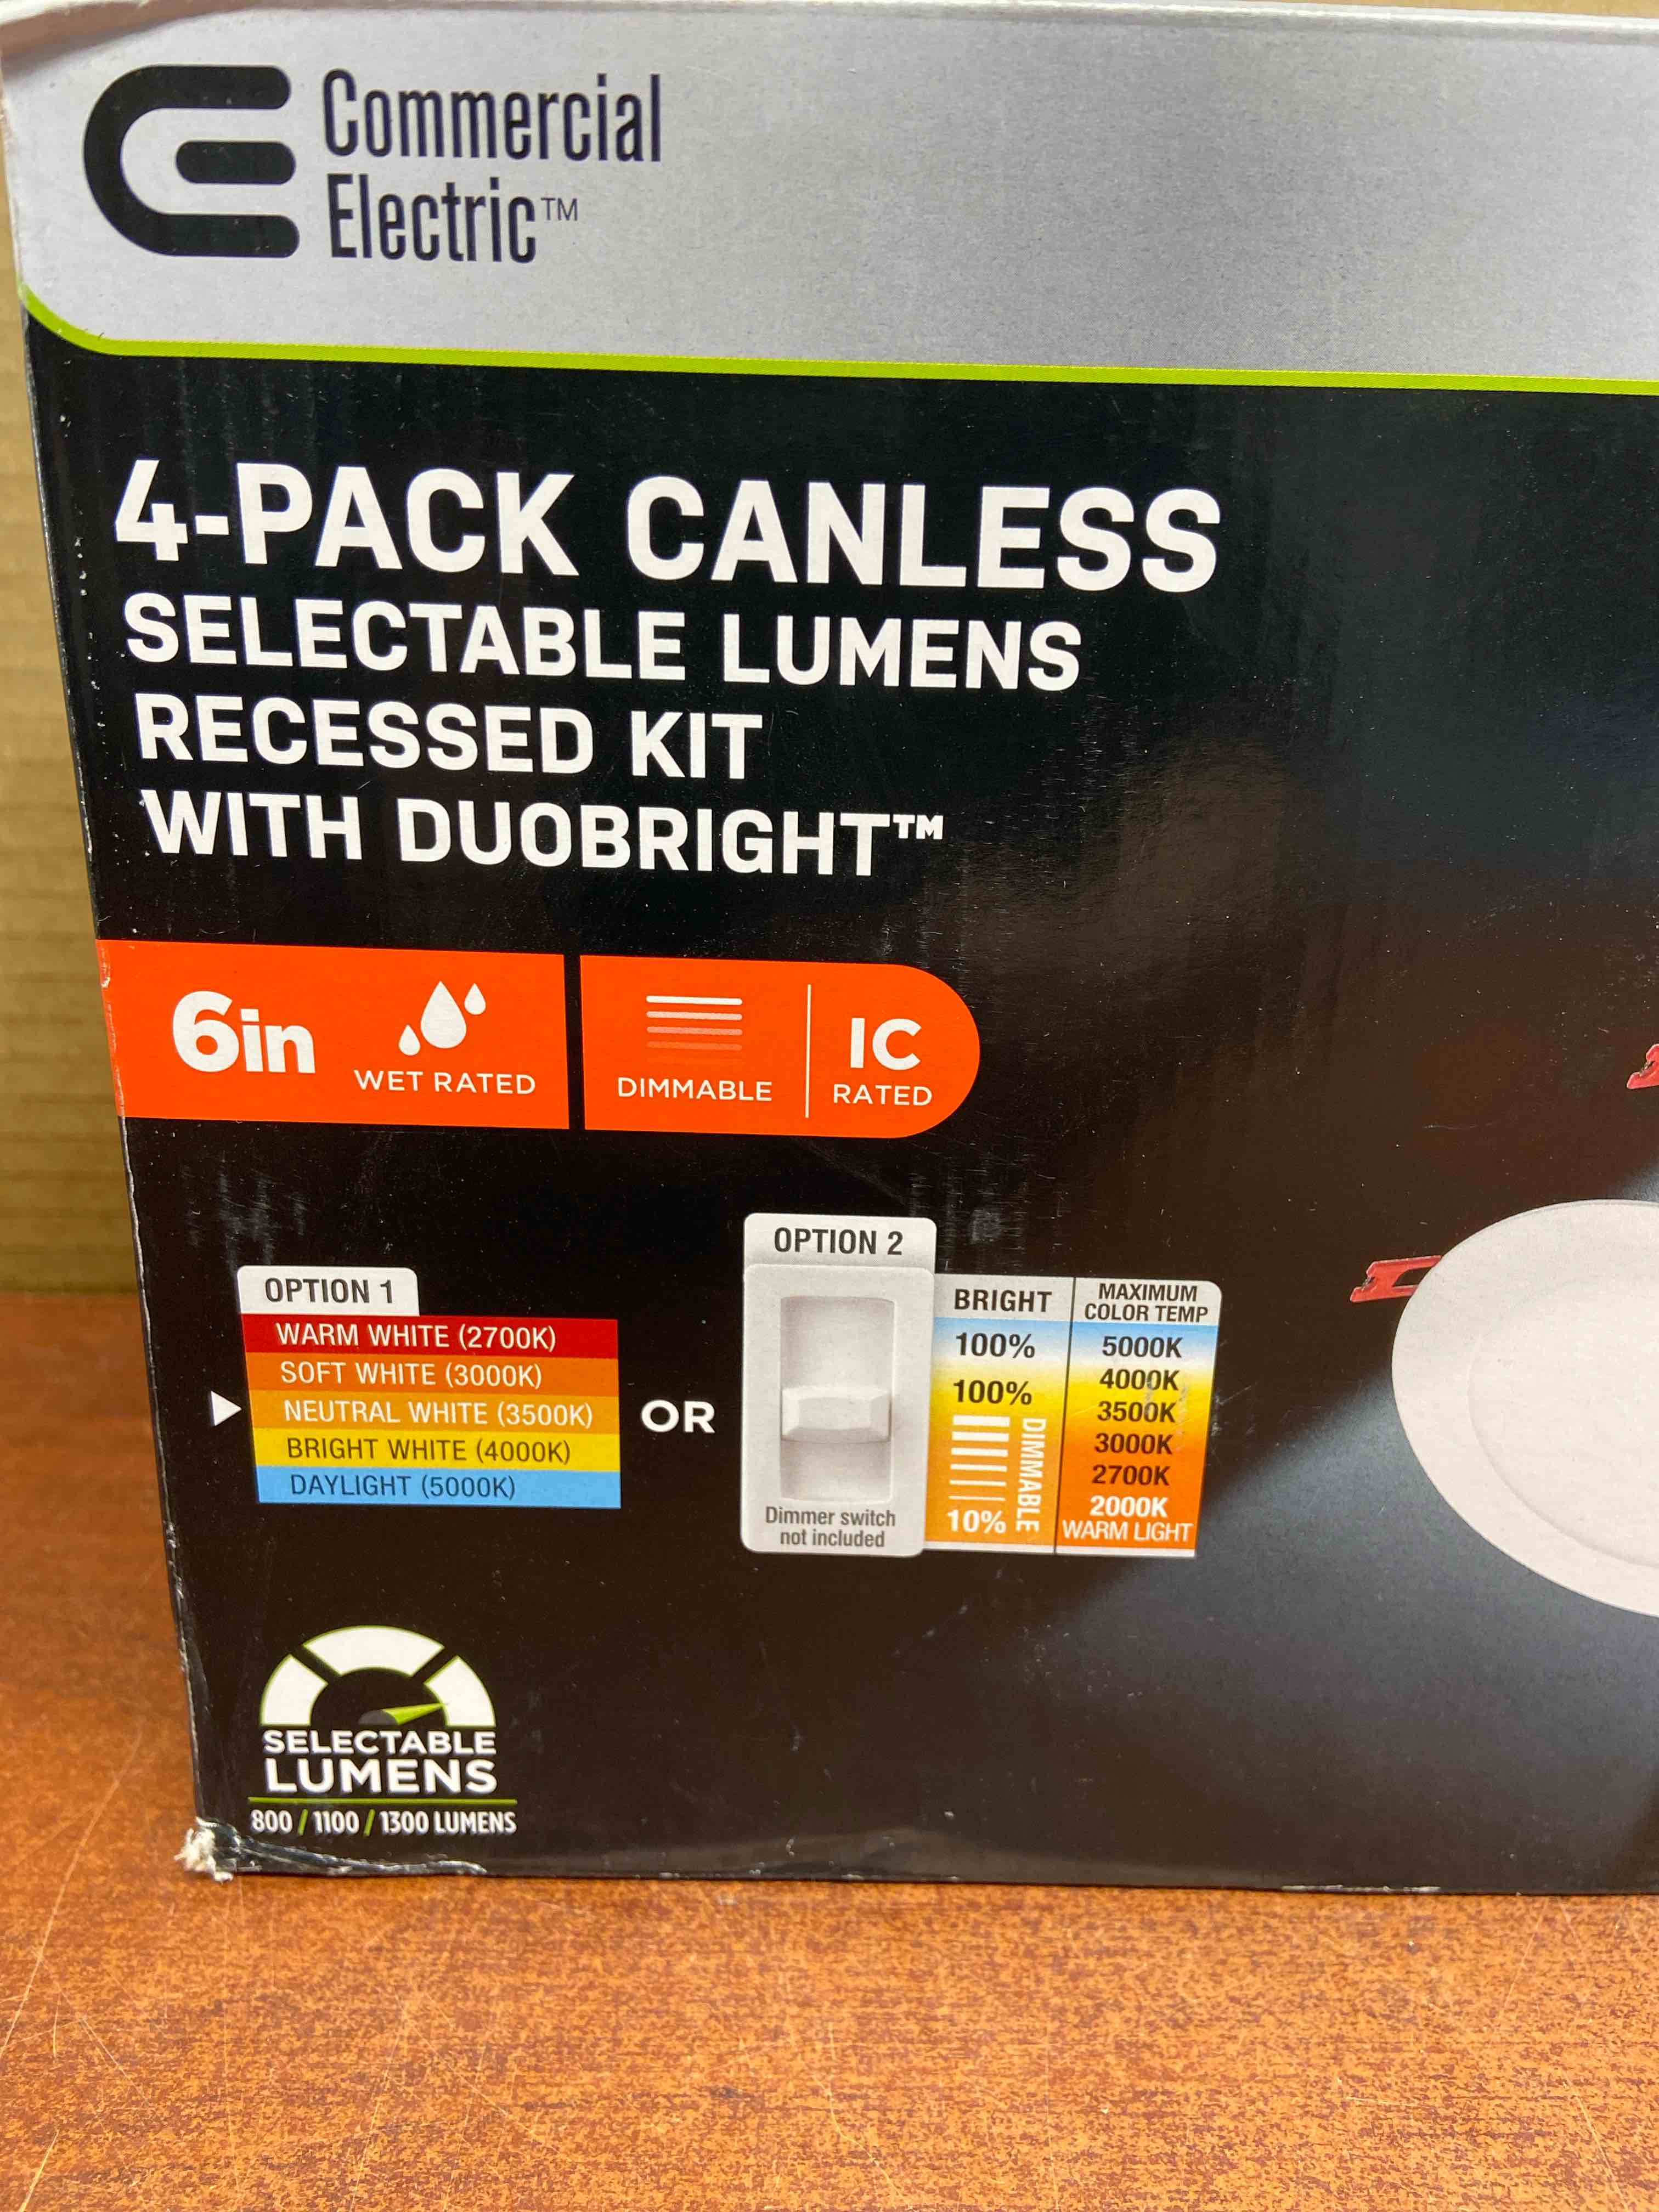 Commercial
Electric™
4-PACK CANLESS
SELECTABLE LUMENS
RECESSED KIT
WITH DUOBRIGHT™
6in
WET RATED
DIMMABLE
IC
RATED
OPTION 1
WARM WHITE (2700K)
SOFT WHITE (3000K)
NEUTRAL WHITE (3500K)
BRIGHT WHITE (4000K)
DAYLIGHT (5000K)
OR
OPTION 2
Dimmer switch
not included
BRIGHT
100%
100%
DIMMABLE
10%
MAXIMUM
COLOR TEMP
5000K
4000K
3500K
3000K
2700K
2000K
WARM LIGHT
SELECTABLE
LUMENS
800 / 1100 / 1300 LUMENS